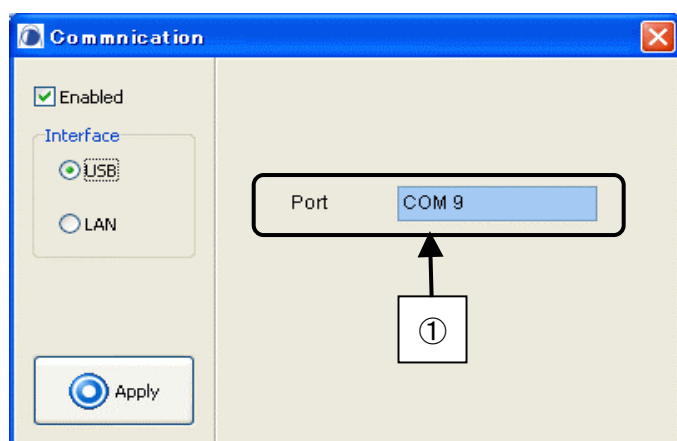 Commnication
Enabled
Interface
USB
LAN
Port COM 9
①
Apply